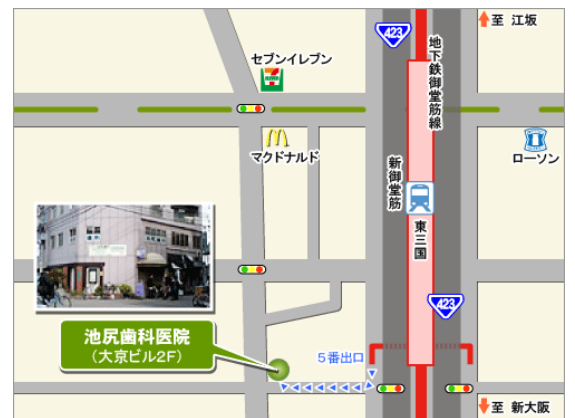 423
至 江坂
セブンイレブン
地下鉄御堂筋線
マクドナルド
ローソン
新御堂筋
東三国
423
池尻歯科医院
(大京ビル2F)
5番出口
至 新大阪